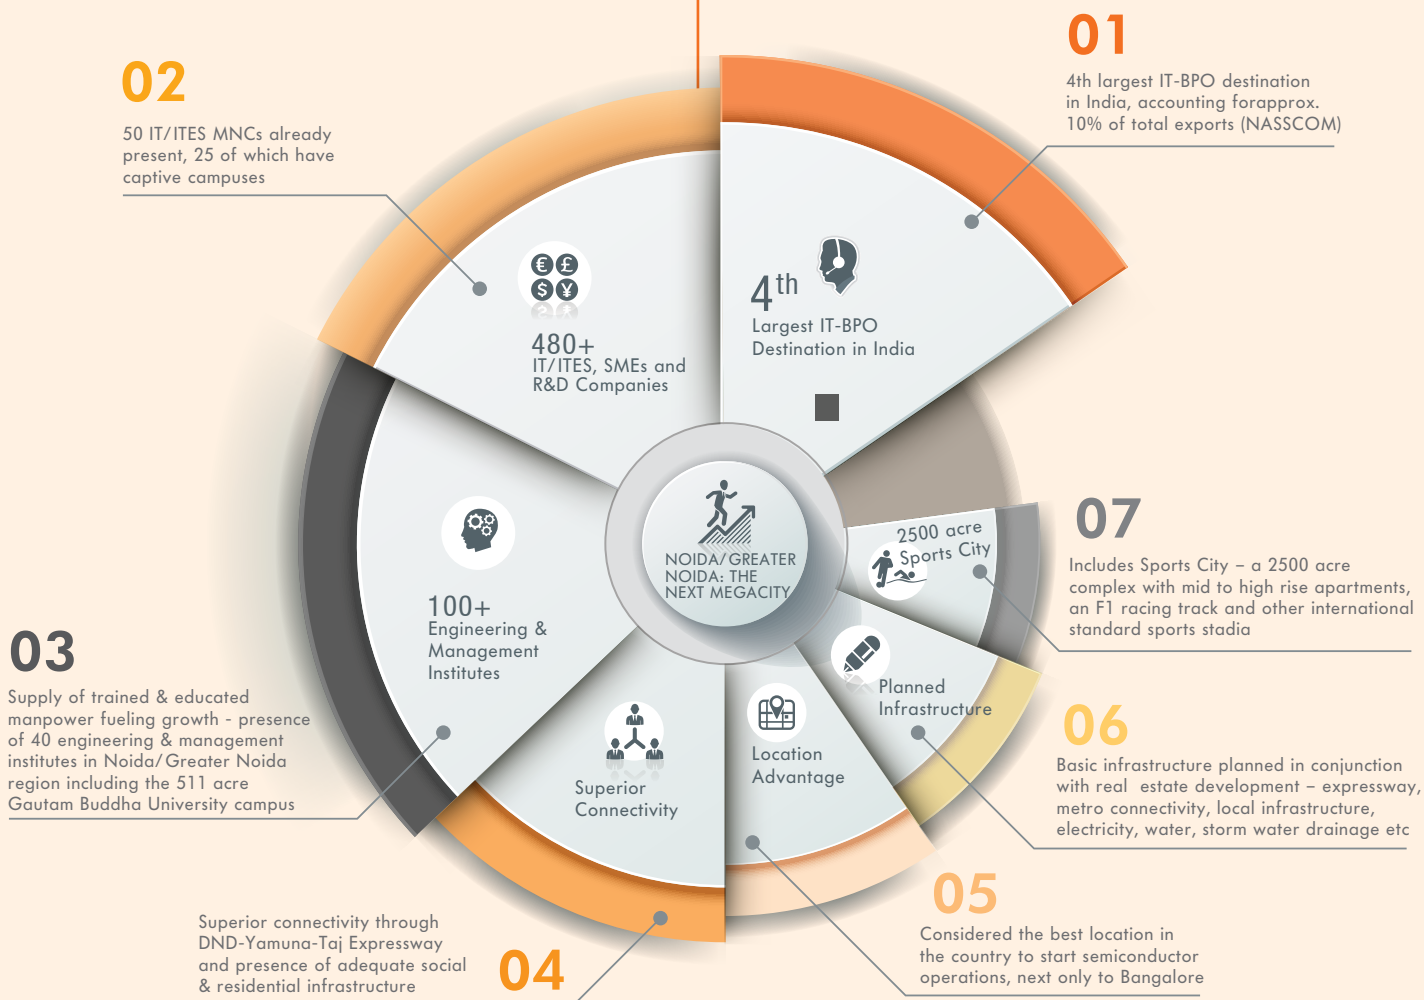 01
4th largest IT-BPO destination
in India, accounting forapprox.
10% of total exports (NASSCOM)
02
50 IT/ITES MNCs already
present, 25 of which have
captive campuses
4th
Largest IT-BPO
Destination in India
€ £
$ ¥
480+
IT/ITES, SMEs and
R&D Companies
NOIDA/GREATER
NOIDA: THE
NEXT MEGACITY
2500 acre
Sports City
07
Includes Sports City – a 2500 acre
complex with mid to high rise apartments,
an F1 racing track and other international
standard sports stadia
100+
Engineering &
Management
Institutes
03
Supply of trained & educated
manpower fueling growth - presence
of 40 engineering & management
institutes in Noida/Greater Noida
region including the 511 acre
Gautam Buddha University campus
Planned
Infrastructure
06
Basic infrastructure planned in conjunction
with real  estate development – expressway,
metro connectivity, local infrastructure,
electricity, water, storm water drainage etc
Location
Advantage
Superior
Connectivity
05
Considered the best location in
the country to start semiconductor
operations, next only to Bangalore
Superior connectivity through
DND-Yamuna-Taj Expressway
and presence of adequate social
& residential infrastructure
04